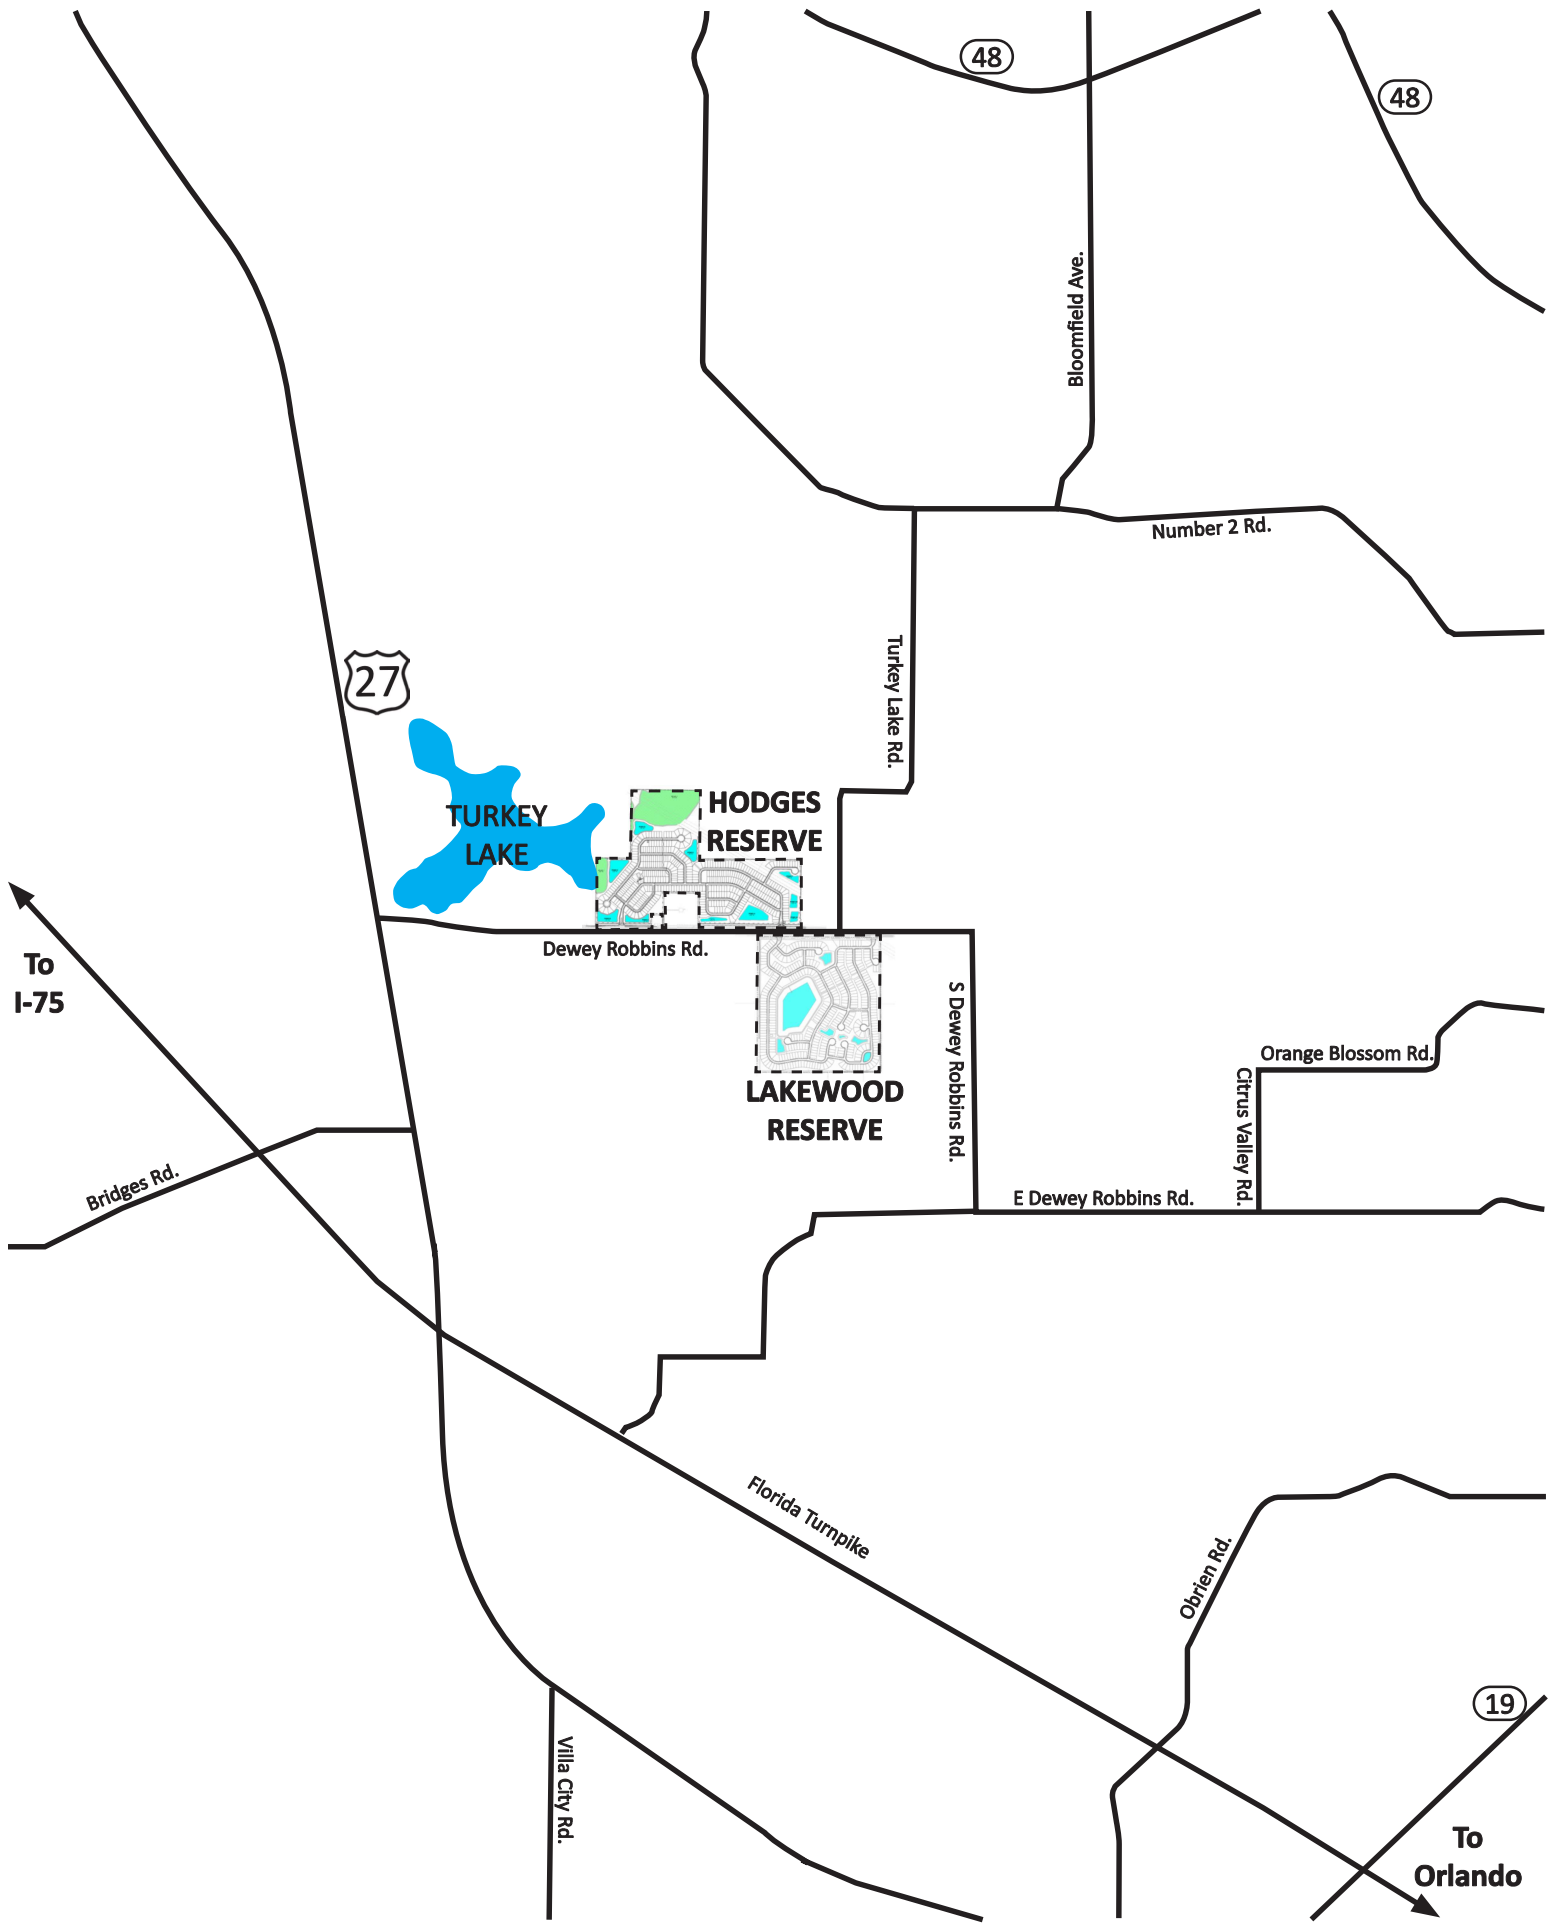 48
48
Bloomfield Ave.
Number 2 Rd.
Turkey Lake Rd.
27
TURKEY
LAKE
HODGES
RESERVE
Dewey Robbins Rd.
To
I-75
S Dewey Robbins Rd.
LAKEWOOD
RESERVE
Orange Blossom Rd.
Citrus Valley Rd.
Bridges Rd.
E Dewey Robbins Rd.
Florida Turnpike
Obrien Rd.
19
Villa City Rd.
To
Orlando